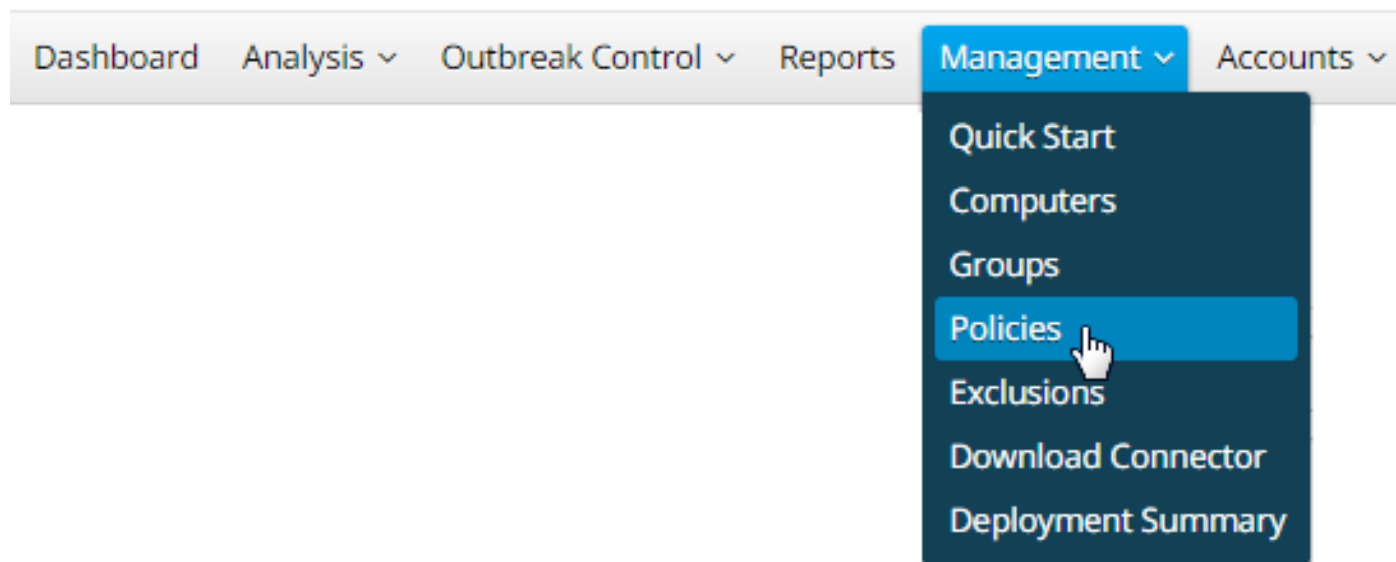 Dashboard Analysis Outbreak Control Reports Management Accounts
Quick Start
Computers
Groups
Policies
Exclusions
Download Connector
Deployment Summary